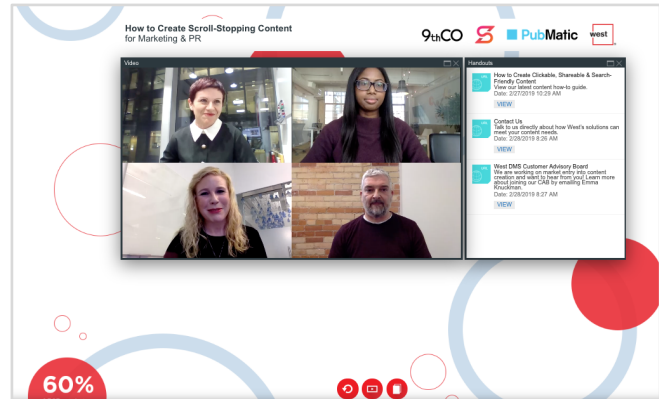 How to Create Scroll-Stopping Content
for Marketing & PR
9thCO
PubMatic
west
Video
Handouts
How to Create Clickable, Shareable & Search-
Friendly Content
View our latest content how-to guide.
Date: 2/27/2019 10:29 AM
VIEW
Contact Us
Talk to us directly about how West's solutions can
meet your content needs.
Date: 2/28/2019 8:26 AM
VIEW
West DMS Customer Advisory Board
We are working on market entry into content
creation and want to hear from you! Learn more
about joining our CAB by emailing Emma
Knuckman.
Date: 2/28/2019 8:27 AM
VIEW
60%